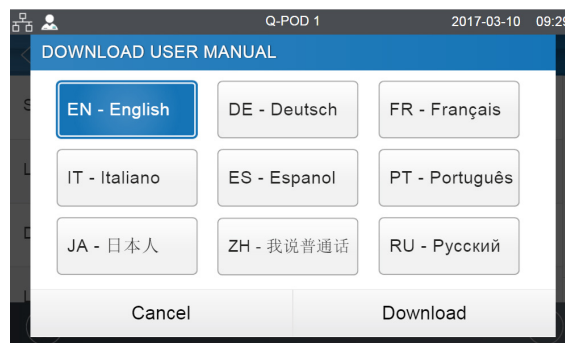 Q-POD 1 2017-03-10 09:29
DOWNLOAD USER MANUAL
EN - English DE - Deutsch FR - Français
IT - Italiano ES - Espanol PT - Português
JA - 日本人 ZH - 我说普通话 RU - Русский
Cancel Download